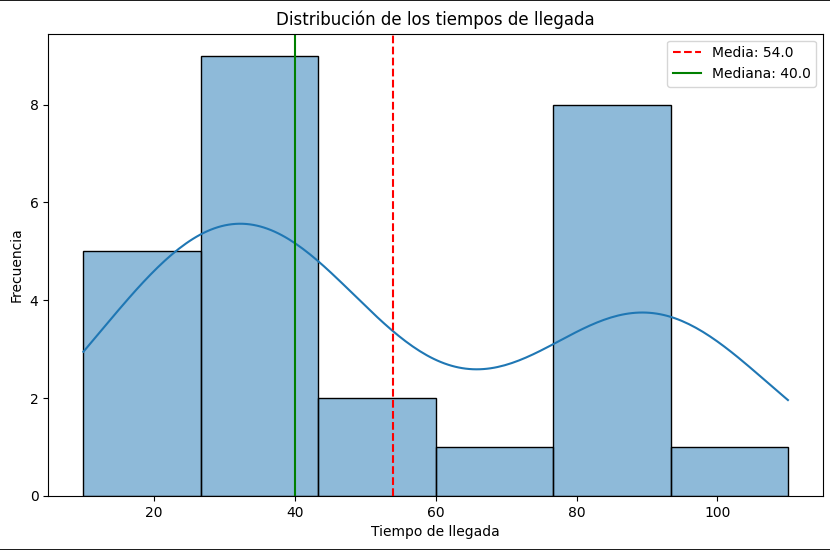 Distribución de los tiempos de llegada
Media: 54.0
Mediana: 40.0
Frecuencia
8
6
4
2
0
20
40
60
80
100
Tiempo de llegada